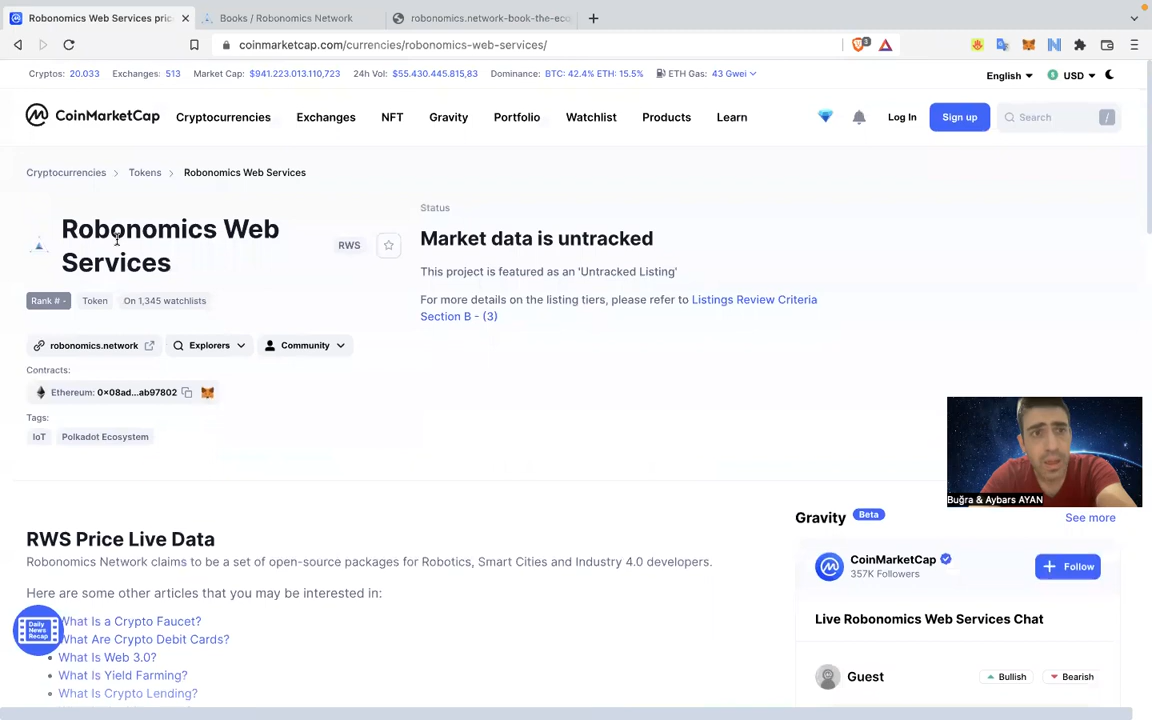 Robonomics Web Services pric
Books / Robonomics Network
robonomics.network-book-the-eco
coinmarketcap.com/currencies/robonomics-web-services/
3
Cryptos: 20.033 Exchanges: 513 Market Cap: $941.223.013.110,723 24h Vol: $55.430.445.815,83 Dominance: BTC: 42.4% ETH: 15.5% ETH Gas: 43 Gwei
English USD
CoinMarketCap Cryptocurrencies Exchanges NFT Gravity Portfolio Watchlist Products Learn Log In Sign up Search /
Cryptocurrencies > Tokens > Robonomics Web Services
Robonomics Web
Services
RWS
Status
Market data is untracked
This project is featured as an 'Untracked Listing'
For more details on the listing tiers, please refer to Listings Review Criteria
Section B - (3)
Rank # - Token On 1,345 watchlists
robonomics.network Explorers Community
Contracts:
Ethereum: 0x08ad...ab97802
Tags:
IoT Polkadot Ecosystem
Buğra & Aybars AYAN
RWS Price Live Data
Robonomics Network claims to be a set of open-source packages for Robotics, Smart Cities and Industry 4.0 developers.
Here are some other articles that you may be interested in:
What Is a Crypto Faucet?
What Are Crypto Debit Cards?
What Is Web 3.0?
What Is Yield Farming?
What Is Crypto Lending?
Daily
News
Recap
Gravity Beta See more
CoinMarketCap
357K Followers
+ Follow
Live Robonomics Web Services Chat
Guest Bullish Bearish